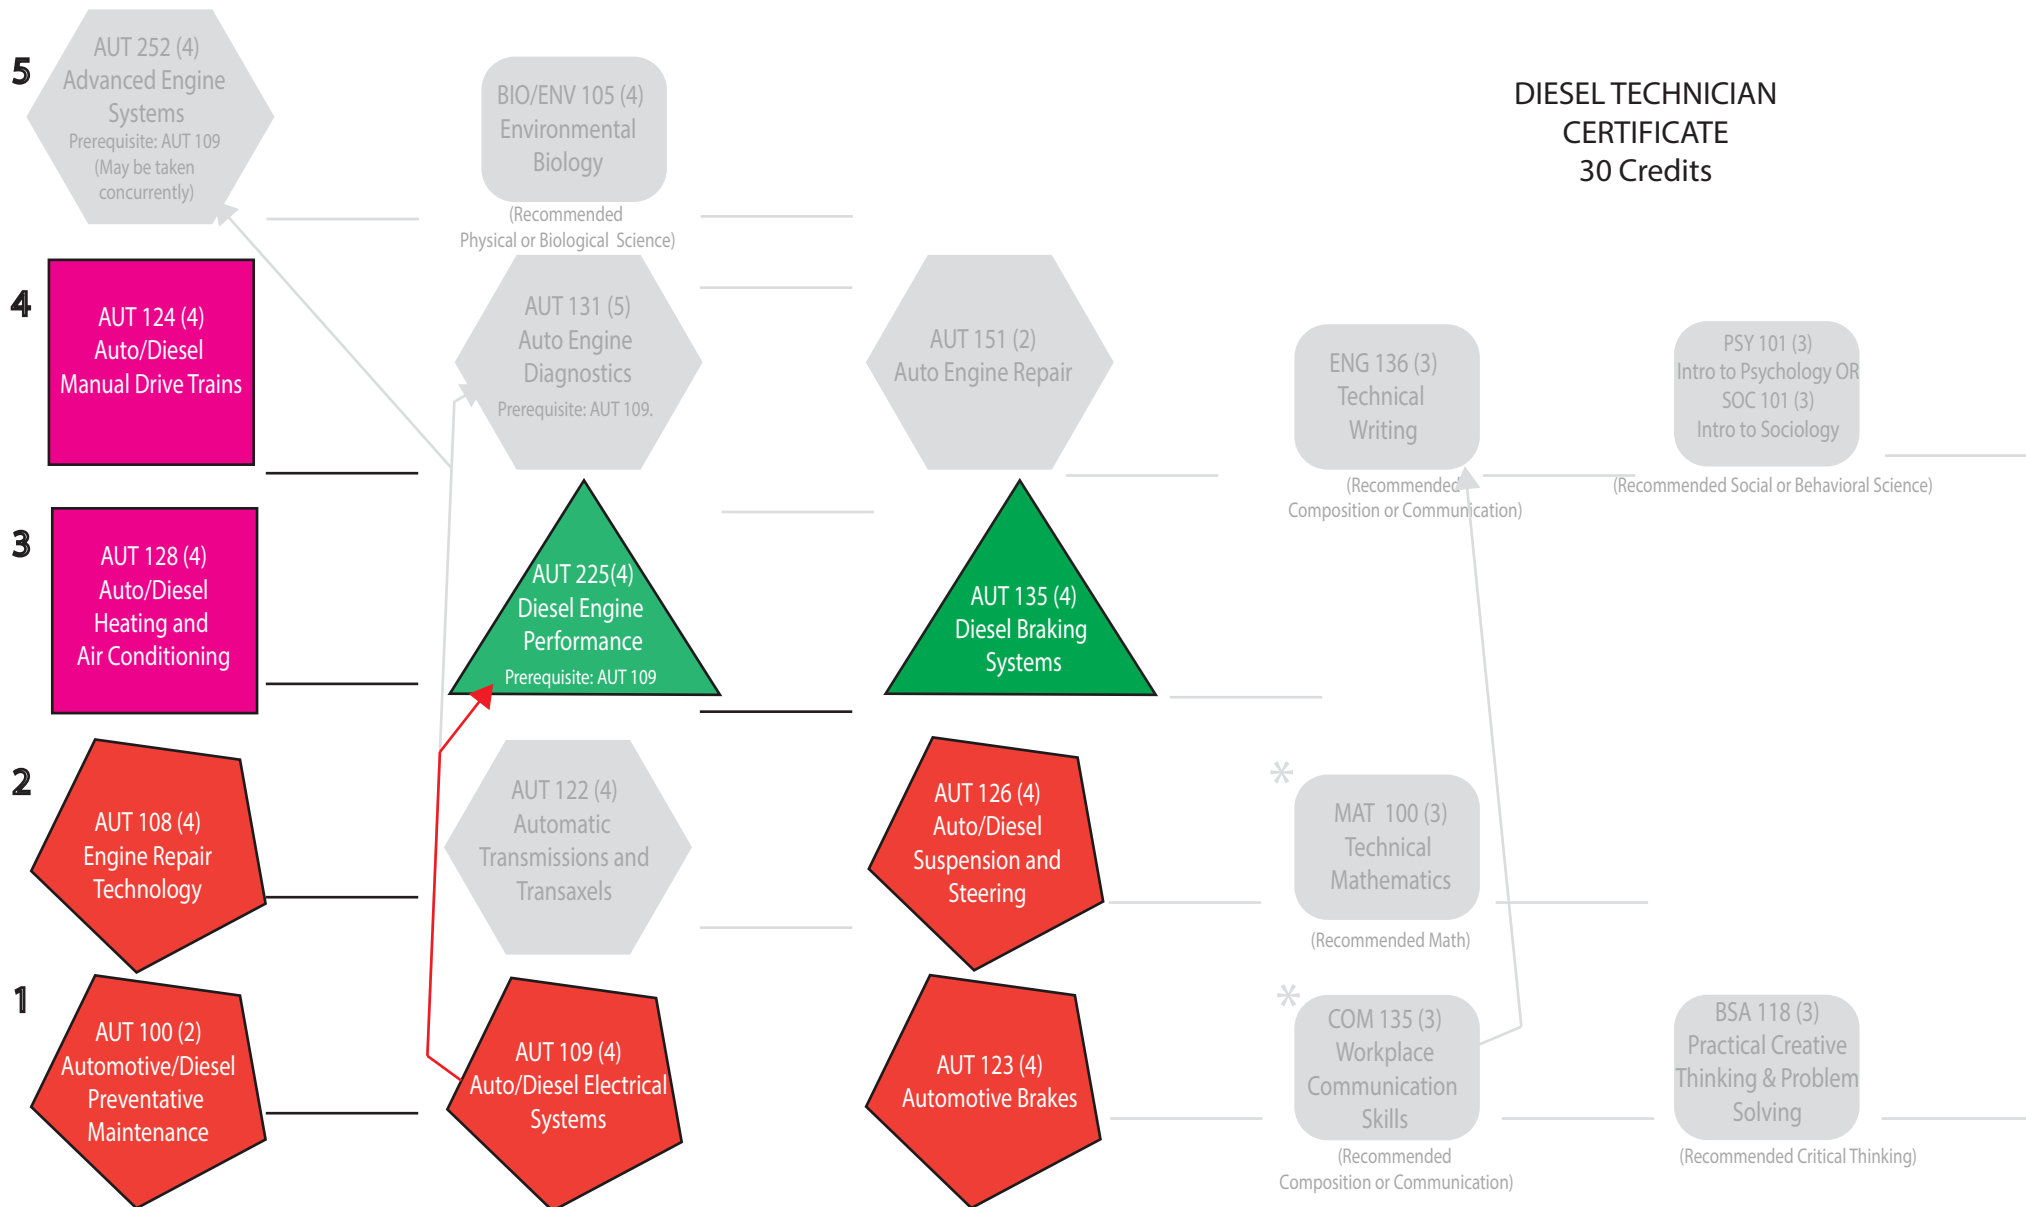 DIESEL TECHNICIAN
CERTIFICATE
30 Credits
5
AUT 252 (4)
Advanced Engine
Systems
Prerequisite: AUT 109
(May be taken
concurrently)
BIO/ENV 105 (4)
Environmental
Biology
(Recommended
Physical or Biological Science)
4
AUT 124 (4)
Auto/Diesel
Manual Drive Trains
AUT 131 (5)
Auto Engine
Diagnostics
Prerequisite: AUT 109.
AUT 151 (2)
Auto Engine Repair
ENG 136 (3)
Technical
Writing
(Recommended
Composition or Communication)
PSY 101 (3)
Intro to Psychology OR
SOC 101 (3)
Intro to Sociology
(Recommended Social or Behavioral Science)
3
AUT 128 (4)
Auto/Diesel
Heating and
Air Conditioning
AUT 225(4)
Diesel Engine
Performance
Prerequisite: AUT 109
AUT 135 (4)
Diesel Braking
Systems
2
AUT 108 (4)
Engine Repair
Technology
AUT 122 (4)
Automatic
Transmissions and
Transaxels
AUT 126 (4)
Auto/Diesel
Suspension and
Steering
*
MAT 100 (3)
Technical
Mathematics
(Recommended Math)
1
AUT 100 (2)
Automotive/Diesel
Preventative
Maintenance
AUT 109 (4)
Auto/Diesel Electrical
Systems
AUT 123 (4)
Automotive Brakes
*
COM 135 (3)
Workplace
Communication
Skills
(Recommended
Composition or Communication)
BSA 118 (3)
Practical Creative
Thinking & Problem
Solving
(Recommended Critical Thinking)